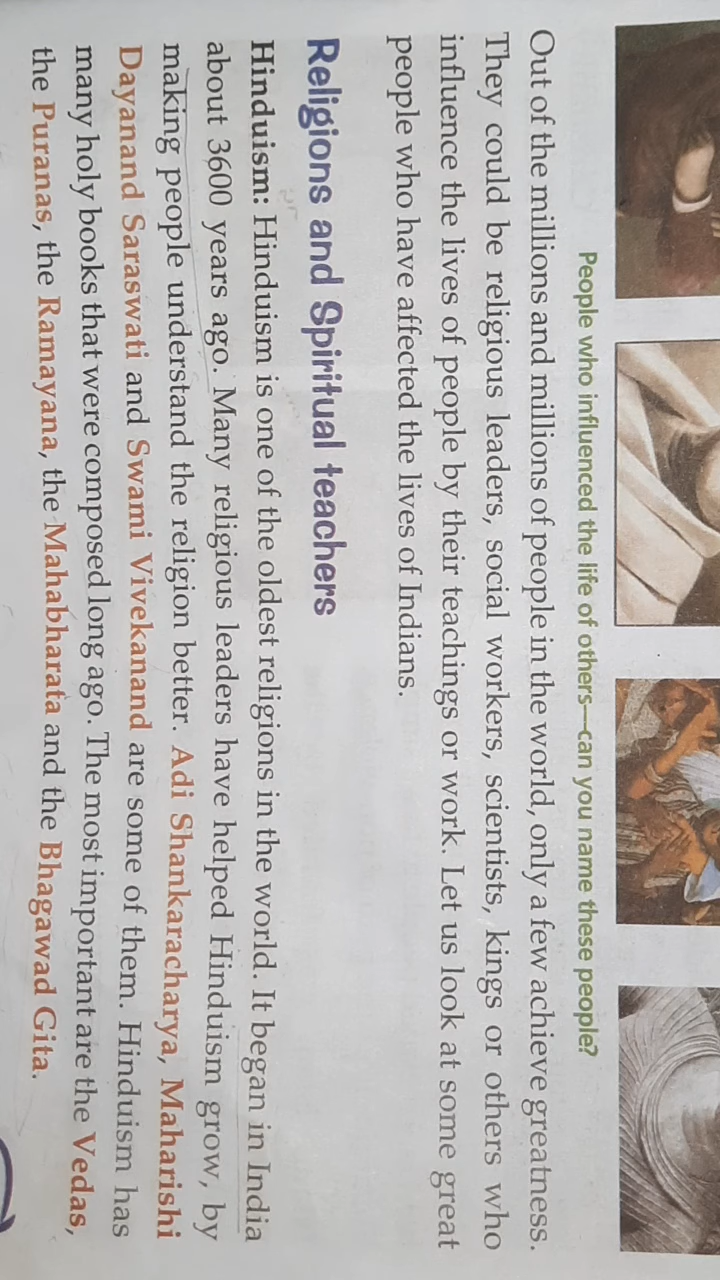 People who influenced the life of others—can you name these people?
Out of the millions and millions of people in the world, only a few achieve greatness.
They could be religious leaders, social workers, scientists, kings or others who
influence the lives of people by their teachings or work. Let us look at some great
people who have affected the lives of Indians.
Religions and Spiritual teachers
Hinduism: Hinduism is one of the oldest religions in the world. It began in India
about 3600 years ago. Many religious leaders have helped Hinduism grow, by
making people understand the religion better. Adi Shankaracharya, Maharishi
Dayanand Saraswati and Swami Vivekanand are some of them. Hinduism has
many holy books that were composed long ago. The most important are the Vedas,
the Puranas, the Ramayana, the Mahabharata and the Bhagawad Gita.